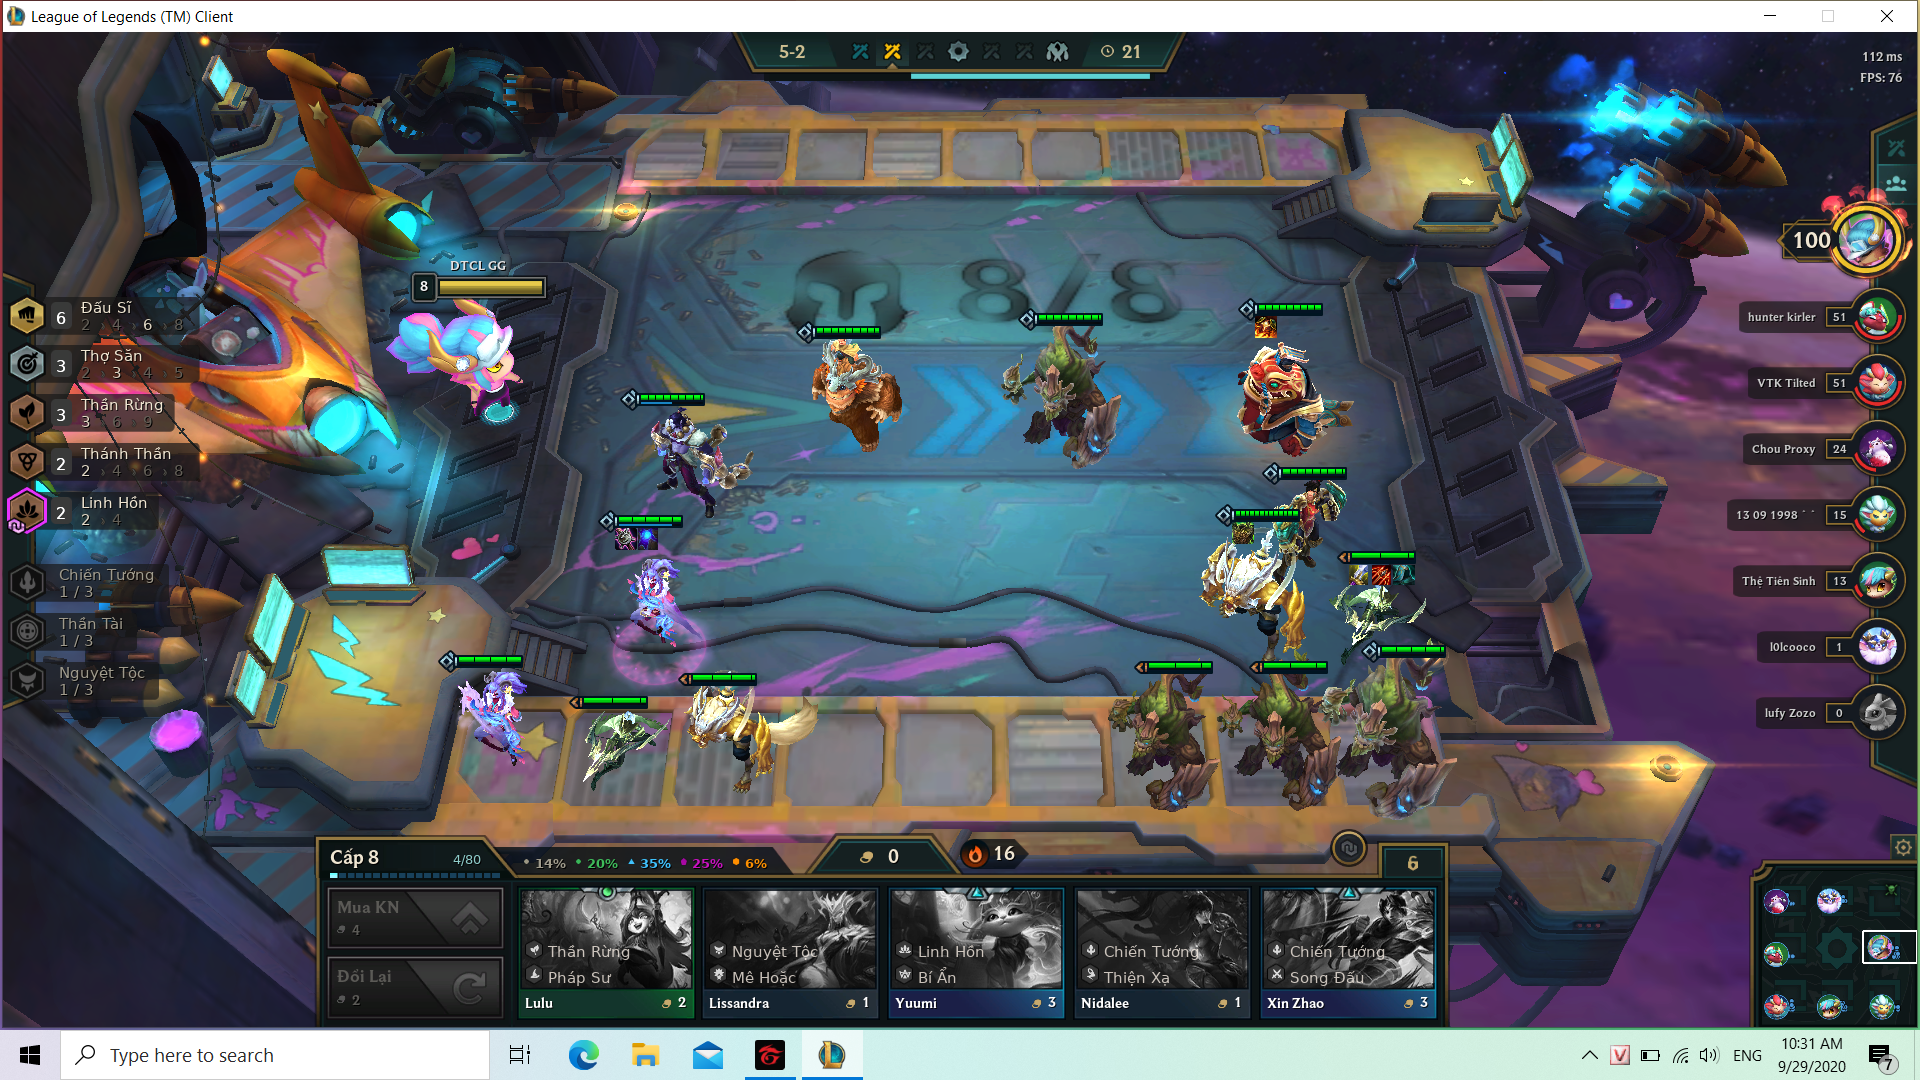 League of Legends (TM) Client
5-2
21
112 ms
FPS: 76
8/8
DTCL GG
8
100
6
Đấu Sĩ
2 › 4 › 6 › 8
3
Thợ Săn
2 › 3 › 4 › 5
3
Thần Rừng
3 › 6 › 9
2
Thánh Thần
2 › 4 › 6 › 8
2
Linh Hồn
2 › 4
Chiến Tướng
1 / 3
Thần Tài
1 / 3
Nguyệt Tộc
1 / 3
hunter kirler 51
VTK Tilted 51
Chou Proxy 24
13 09 1998 `` 15
Thệ Tiên Sinh 13
l0lcooco 1
lufy Zozo 0
Cấp 8 4/80
14% 20% 35% 25% 6%
0
16
6
Mua KN
4
Đổi Lại
2
Thần Rừng
Pháp Sư
Lulu 2
Nguyệt Tộc
Mê Hoặc
Lissandra 1
Linh Hồn
Bí Ẩn
Yuumi 3
Chiến Tướng
Thiện Xạ
Nidalee 1
Chiến Tướng
Song Đấu
Xin Zhao 3
Type here to search
V
ENG
10:31 AM
9/29/2020
7